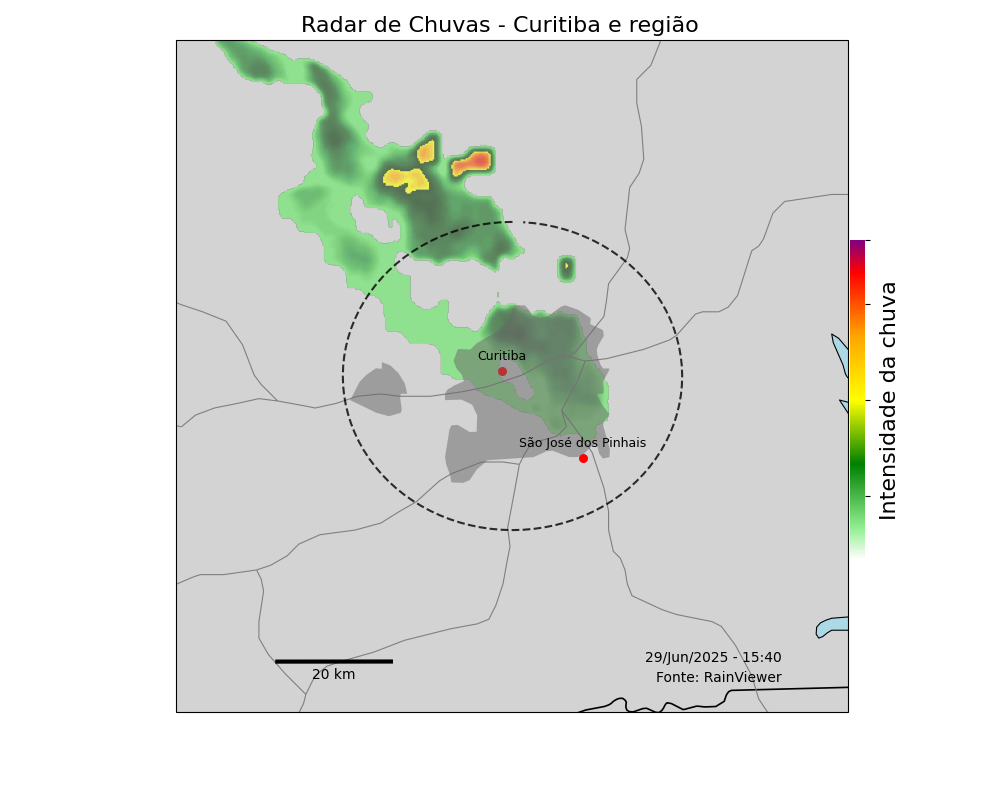 Radar de Chuvas - Curitiba e região
Curitiba
São José dos Pinhais
Intensidade da chuva
29/Jun/2025 - 15:40
Fonte: RainViewer
20 km